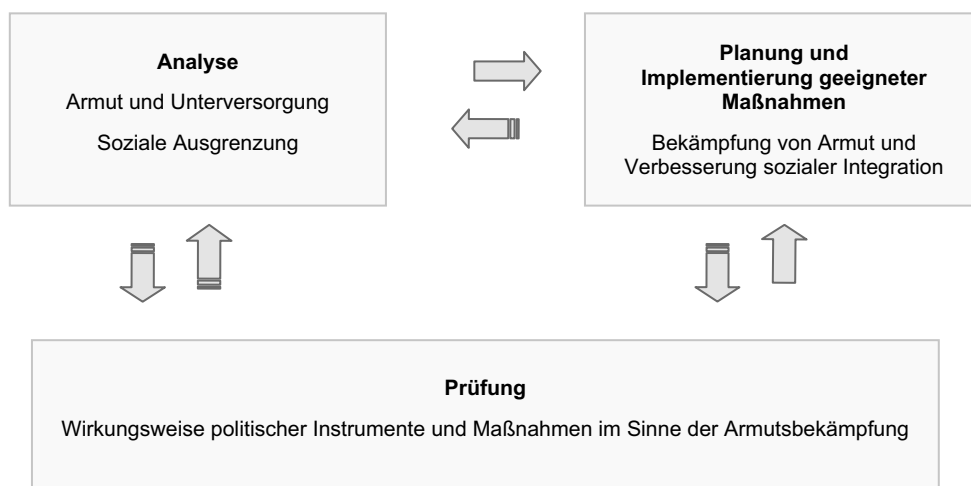 Analyse
Armut und Unterversorgung
Soziale Ausgrenzung
Planung und
Implementierung geeigneter
Maßnahmen
Bekämpfung von Armut und
Verbesserung sozialer Integration
Prüfung
Wirkungsweise politischer Instrumente und Maßnahmen im Sinne der Armutsbekämpfung